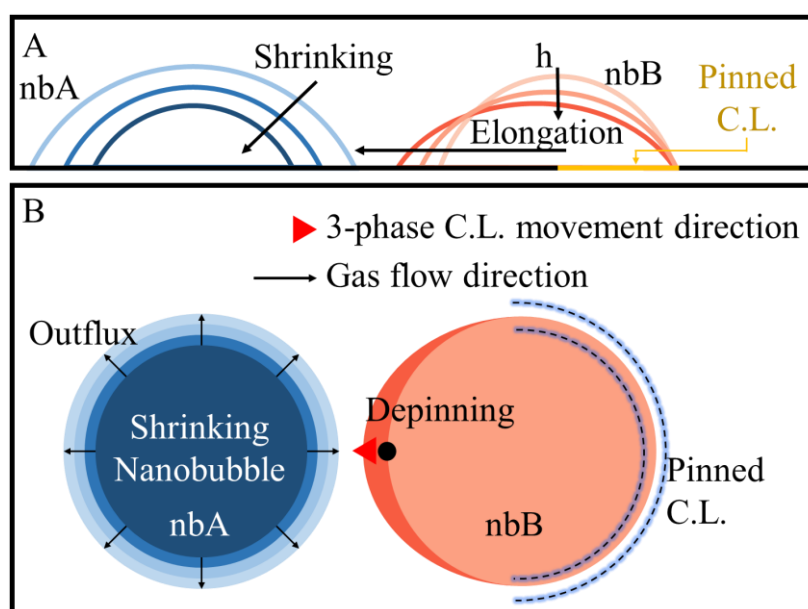 A
nbA
Shrinking
h
nbB
Pinned
C.L.
Elongation
B
3-phase C.L. movement direction
Gas flow direction
Outflux
Depinning
Shrinking
Nanobubble
nbA
nbB
Pinned
C.L.